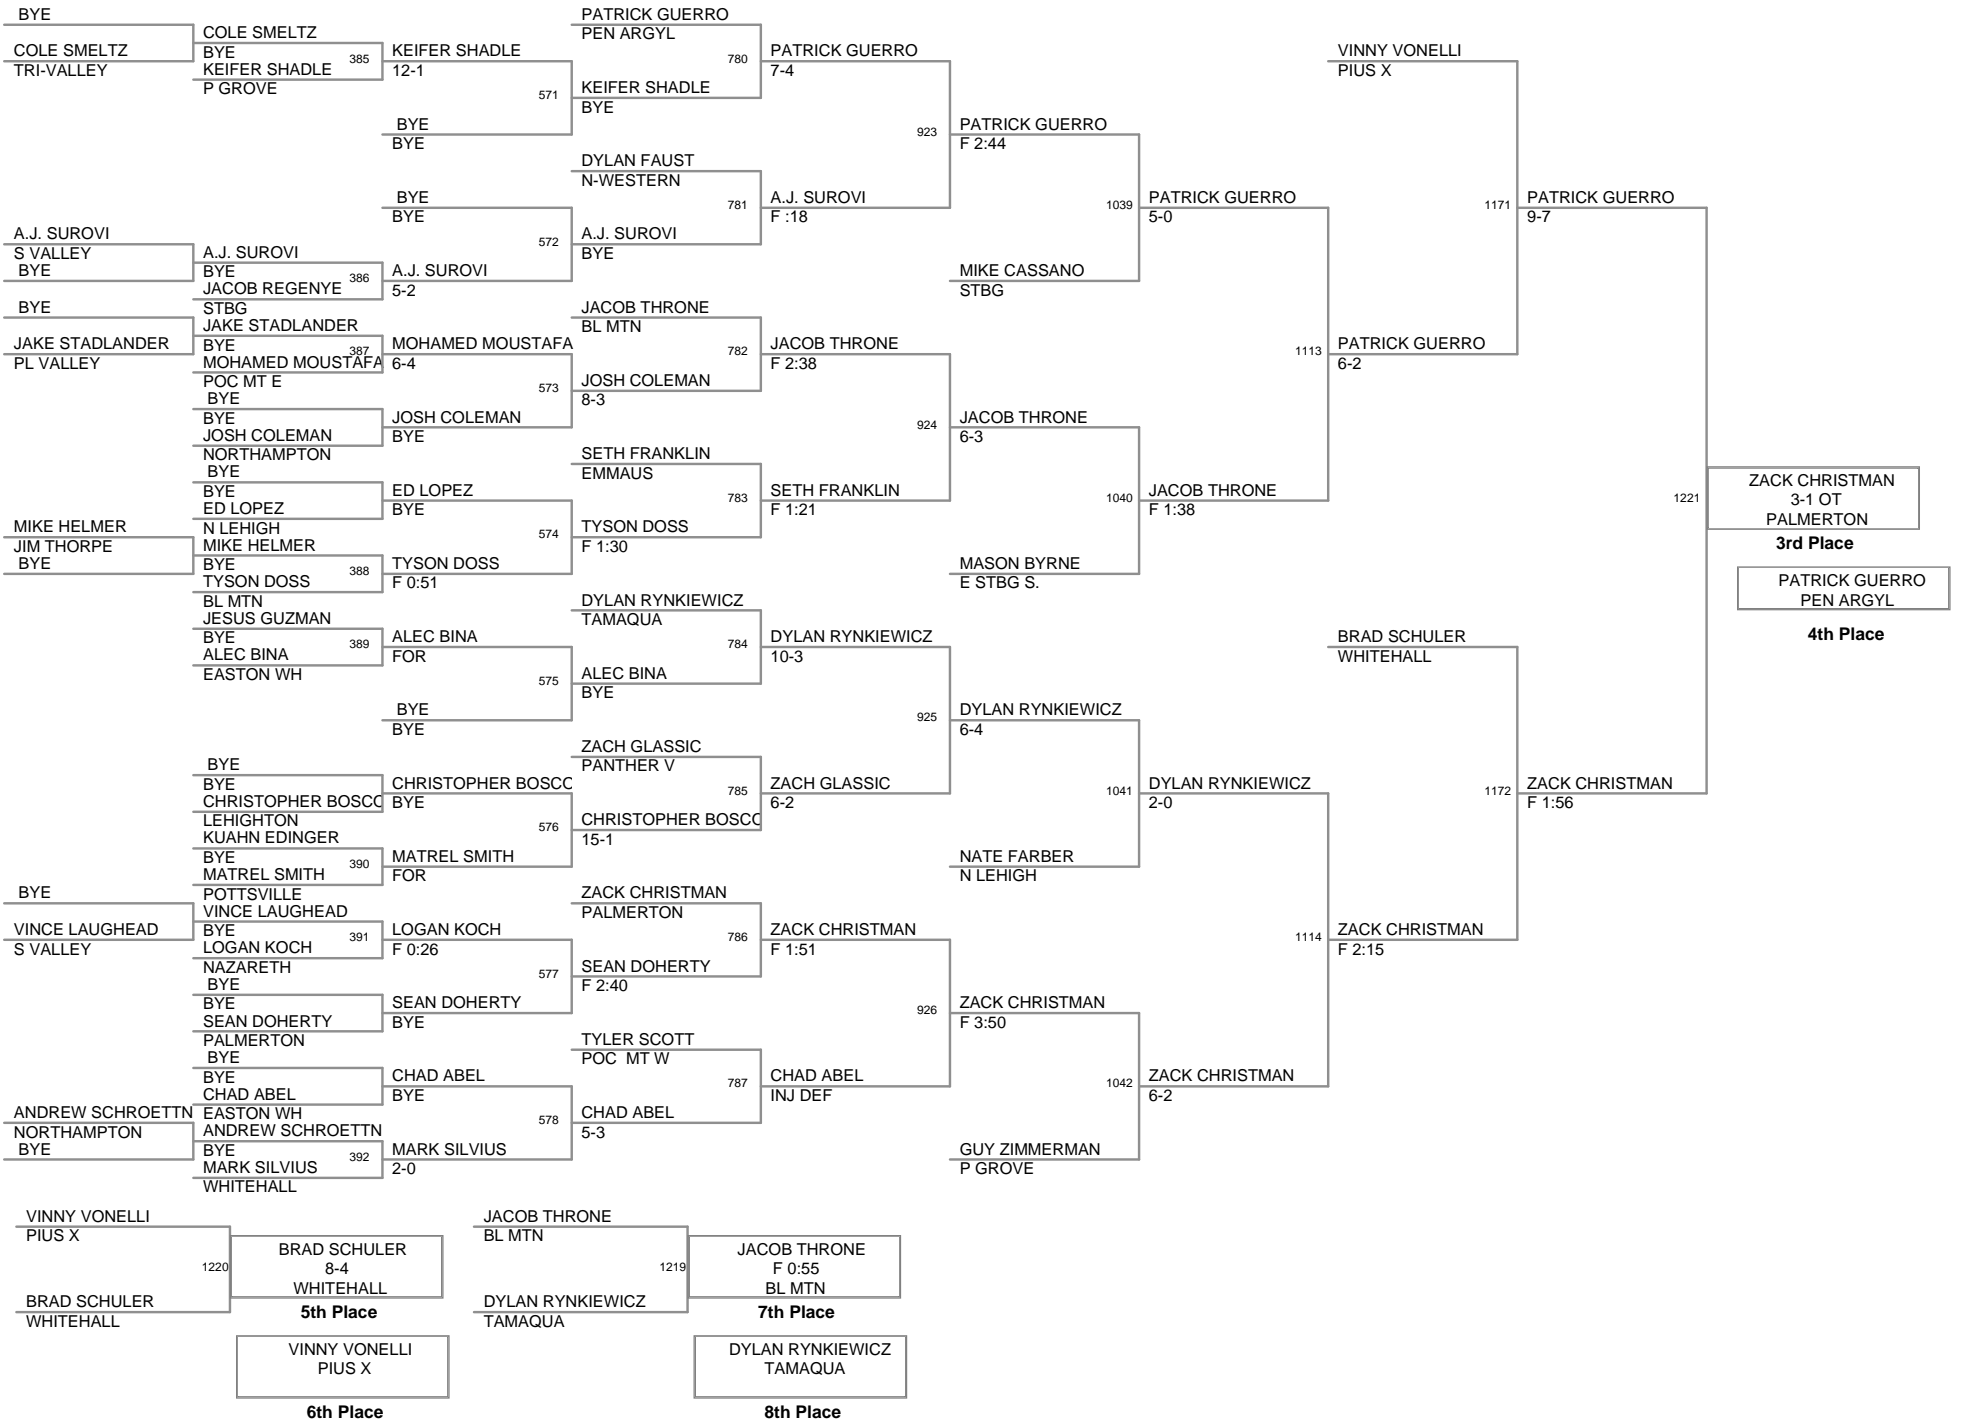 BYE
COLE SMELTZ
TRI-VALLEY
A.J. SUROVI
S VALLEY
BYE
BYE
JAKE STADLANDER
PL VALLEY
MIKE HELMER
JIM THORPE
BYE
BYE
VINCE LAUGHEAD
S VALLEY
ANDREW SCHROETTN
NORTHAMPTON
BYE
COLE SMELTZ
BYE
385
KEIFER SHADLE
P GROVE
A.J. SUROVI
BYE
386
JACOB REGENYE
STBG
JAKE STADLANDER
BYE
387
MOHAMED MOUSTAFA
POC MT E
BYE
BYE
JOSH COLEMAN
NORTHAMPTON
BYE
BYE
ED LOPEZ
N LEHIGH
MIKE HELMER
BYE
388
TYSON DOSS
BL MTN
JESUS GUZMAN
BYE
389
ALEC BINA
EASTON WH
BYE
BYE
CHRISTOPHER BOSCO
LEHIGHTON
KUAHN EDINGER
BYE
390
MATREL SMITH
POTTSVILLE
VINCE LAUGHEAD
BYE
391
LOGAN KOCH
NAZARETH
BYE
BYE
SEAN DOHERTY
PALMERTON
BYE
BYE
CHAD ABEL
EASTON WH
ANDREW SCHROETTN
BYE
392
MARK SILVIUS
WHITEHALL
KEIFER SHADLE
12-1
571
BYE
BYE
BYE
BYE
572
A.J. SUROVI
5-2
MOHAMED MOUSTAFA
6-4
573
JOSH COLEMAN
BYE
ED LOPEZ
BYE
574
TYSON DOSS
F 0:51
ALEC BINA
FOR
575
BYE
BYE
CHRISTOPHER BOSCO
BYE
576
MATREL SMITH
FOR
LOGAN KOCH
F 0:26
577
SEAN DOHERTY
BYE
CHAD ABEL
BYE
578
MARK SILVIUS
2-0
PATRICK GUERRO
PEN ARGYL
780
KEIFER SHADLE
BYE
DYLAN FAUST
N-WESTERN
781
A.J. SUROVI
BYE
JACOB THRONE
BL MTN
782
JOSH COLEMAN
8-3
SETH FRANKLIN
EMMAUS
783
TYSON DOSS
F 1:30
DYLAN RYNKIEWICZ
TAMAQUA
784
ALEC BINA
BYE
ZACH GLASSIC
PANTHER V
785
CHRISTOPHER BOSCO
15-1
ZACK CHRISTMAN
PALMERTON
786
SEAN DOHERTY
F 2:40
TYLER SCOTT
POC  MT W
787
CHAD ABEL
5-3
PATRICK GUERRO
7-4
923
A.J. SUROVI
F :18
JACOB THRONE
F 2:38
924
SETH FRANKLIN
F 1:21
DYLAN RYNKIEWICZ
10-3
925
ZACH GLASSIC
6-2
ZACK CHRISTMAN
F 1:51
926
CHAD ABEL
INJ DEF
PATRICK GUERRO
F 2:44
1039
MIKE CASSANO
STBG
JACOB THRONE
6-3
1040
MASON BYRNE
E STBG S.
DYLAN RYNKIEWICZ
6-4
1041
NATE FARBER
N LEHIGH
ZACK CHRISTMAN
F 3:50
1042
GUY ZIMMERMAN
P GROVE
PATRICK GUERRO
5-0
1113
JACOB THRONE
F 1:38
DYLAN RYNKIEWICZ
2-0
1114
ZACK CHRISTMAN
6-2
VINNY VONELLI
PIUS X
1171
PATRICK GUERRO
6-2
BRAD SCHULER
WHITEHALL
1172
ZACK CHRISTMAN
F 2:15
PATRICK GUERRO
9-7
1221
ZACK CHRISTMAN
F 1:56
ZACK CHRISTMAN
3-1 OT
PALMERTON
3rd Place
PATRICK GUERRO
PEN ARGYL
4th Place
VINNY VONELLI
PIUS X
1220
BRAD SCHULER
WHITEHALL
BRAD SCHULER
8-4
WHITEHALL
5th Place
VINNY VONELLI
PIUS X
6th Place
JACOB THRONE
BL MTN
1219
DYLAN RYNKIEWICZ
TAMAQUA
JACOB THRONE
F 0:55
BL MTN
7th Place
DYLAN RYNKIEWICZ
TAMAQUA
8th Place